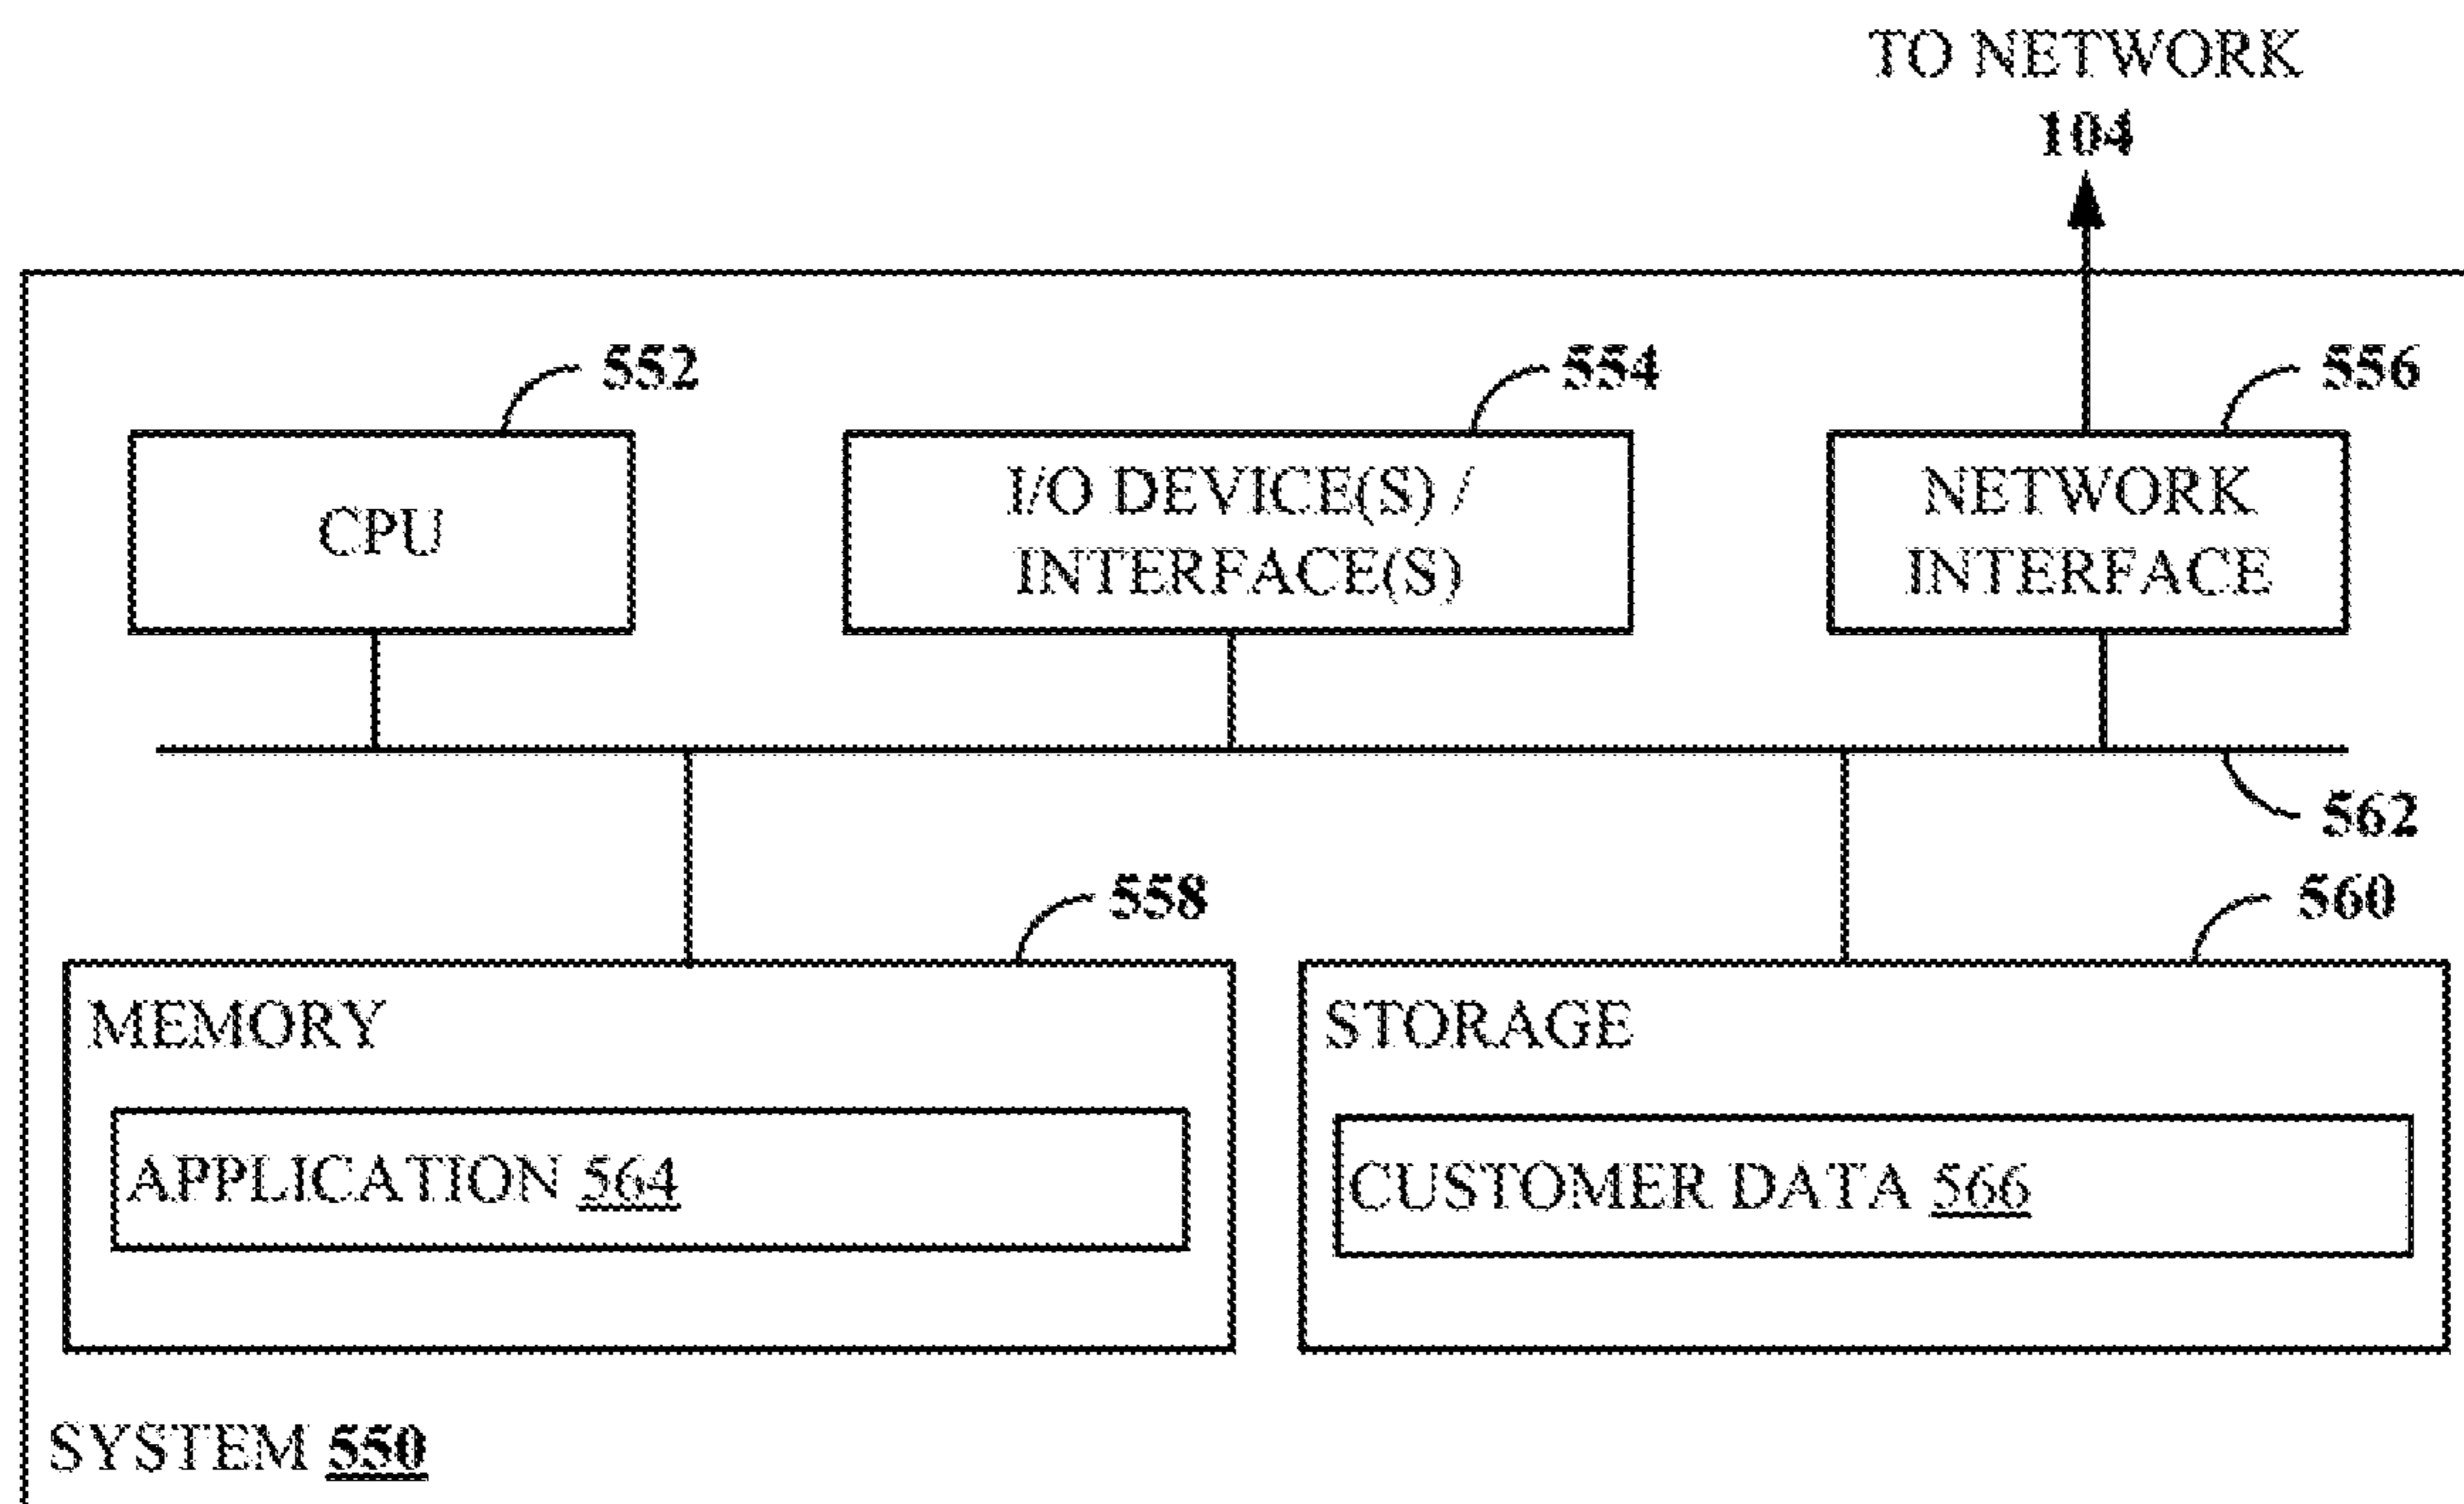 TO NETWORK
104
552
554
556
CPU
I/O DEVICE(S) /
INTERFACE(S)
NETWORK
INTERFACE
562
558
560
MEMORY
STORAGE
APPLICATION 564
CUSTOMER DATA 566
SYSTEM 550